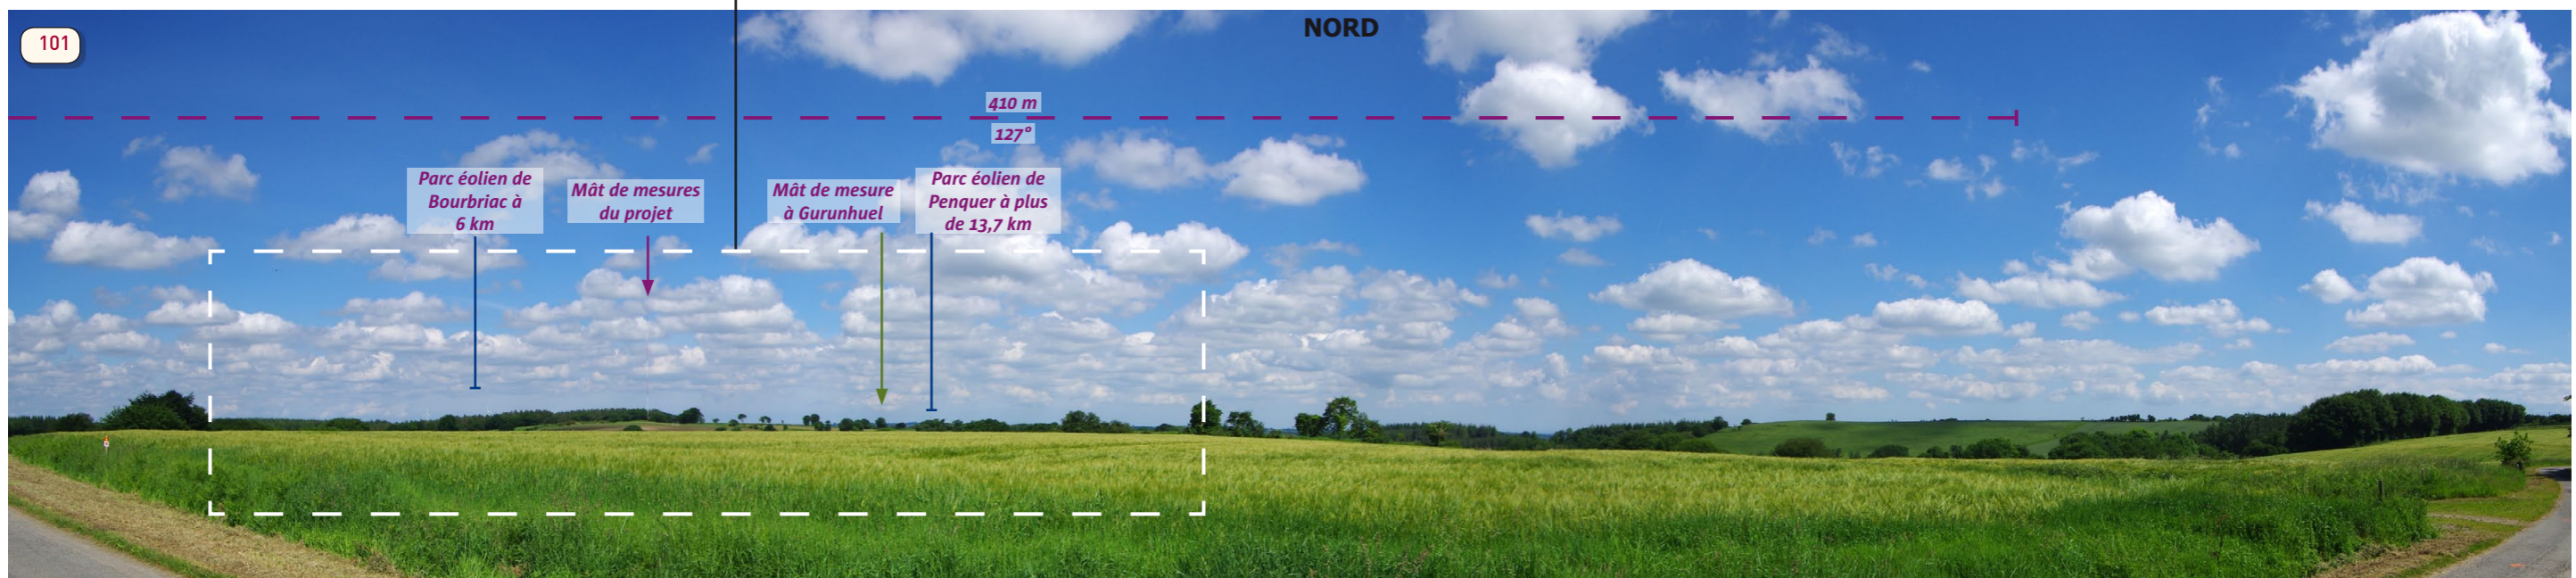 101
NORD
410 m
127°
Parc éolien de
Bourbriac à
6 km
Mât de mesures
du projet
Mât de mesure
à Gurunhuel
Parc éolien de
Penquer à plus
de 13,7 km